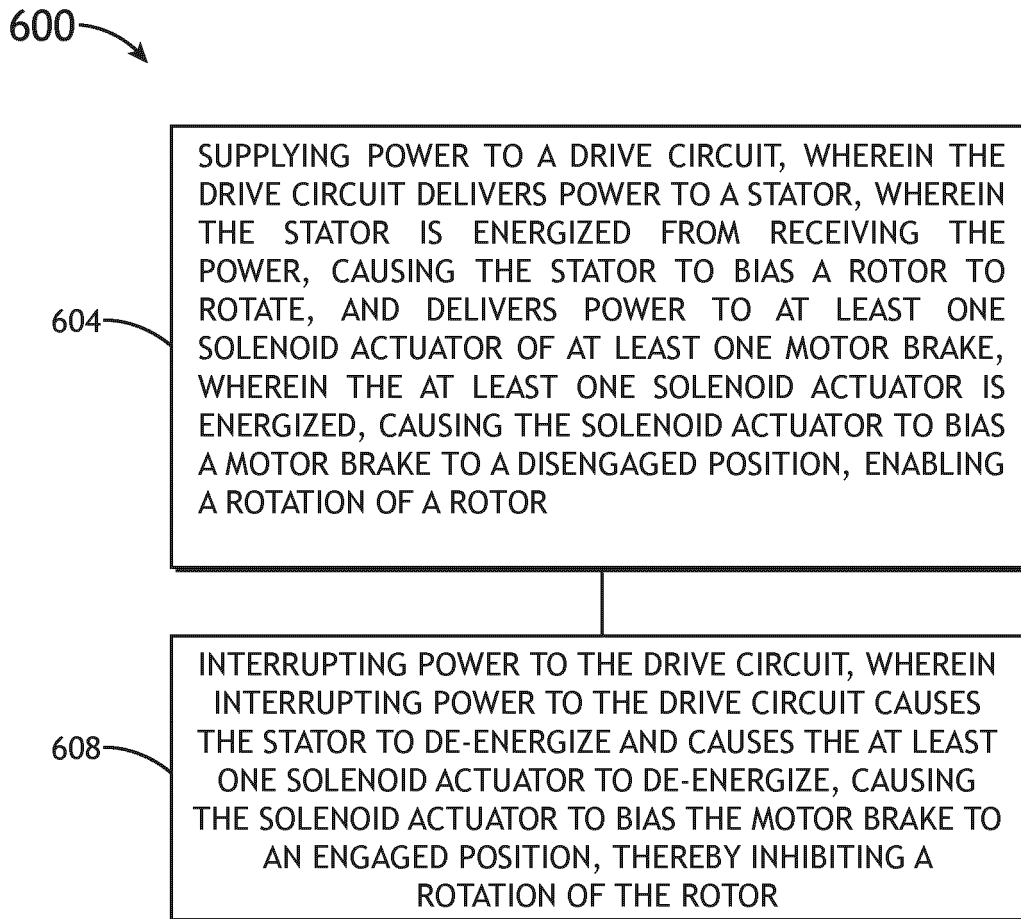 600
604
SUPPLYING POWER TO A DRIVE CIRCUIT, WHEREIN THE
DRIVE CIRCUIT DELIVERS POWER TO A STATOR, WHEREIN
THE STATOR IS ENERGIZED FROM RECEIVING THE
POWER, CAUSING THE STATOR TO BIAS A ROTOR TO
ROTATE, AND DELIVERS POWER TO AT LEAST ONE
SOLENOID ACTUATOR OF AT LEAST ONE MOTOR BRAKE,
WHEREIN THE AT LEAST ONE SOLENOID ACTUATOR IS
ENERGIZED, CAUSING THE SOLENOID ACTUATOR TO BIAS
A MOTOR BRAKE TO A DISENGAGED POSITION, ENABLING
A ROTATION OF A ROTOR
608
INTERRUPTING POWER TO THE DRIVE CIRCUIT, WHEREIN
INTERRUPTING POWER TO THE DRIVE CIRCUIT CAUSES
THE STATOR TO DE-ENERGIZE AND CAUSES THE AT LEAST
ONE SOLENOID ACTUATOR TO DE-ENERGIZE, CAUSING
THE SOLENOID ACTUATOR TO BIAS THE MOTOR BRAKE TO
AN ENGAGED POSITION, THEREBY INHIBITING A
ROTATION OF THE ROTOR